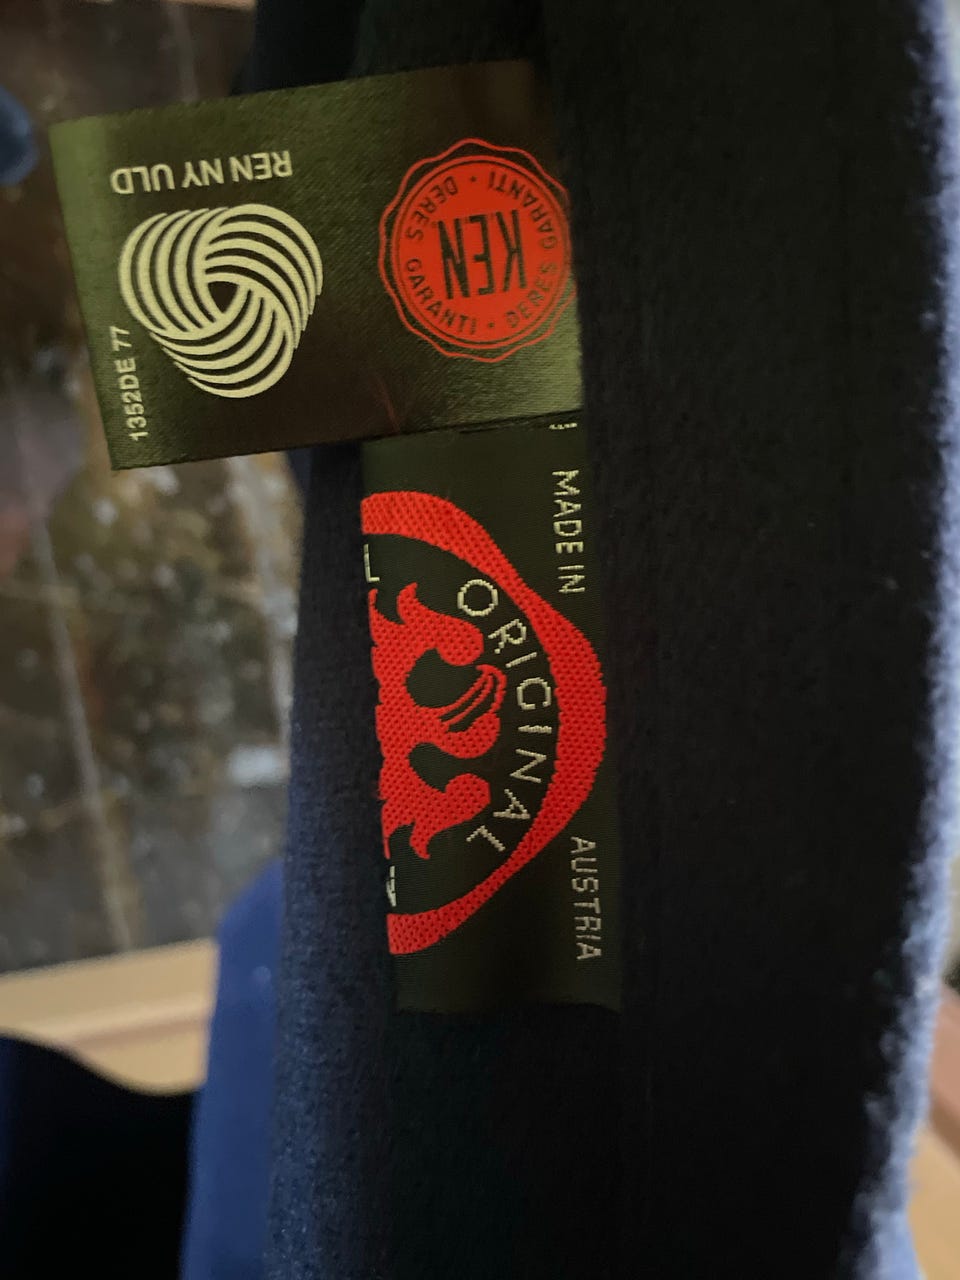 REN NY ULD
1352DE 77
KEN
DERES GARANTI • DERES GARANTI •
ORIGINAL
MADE IN AUSTRIA